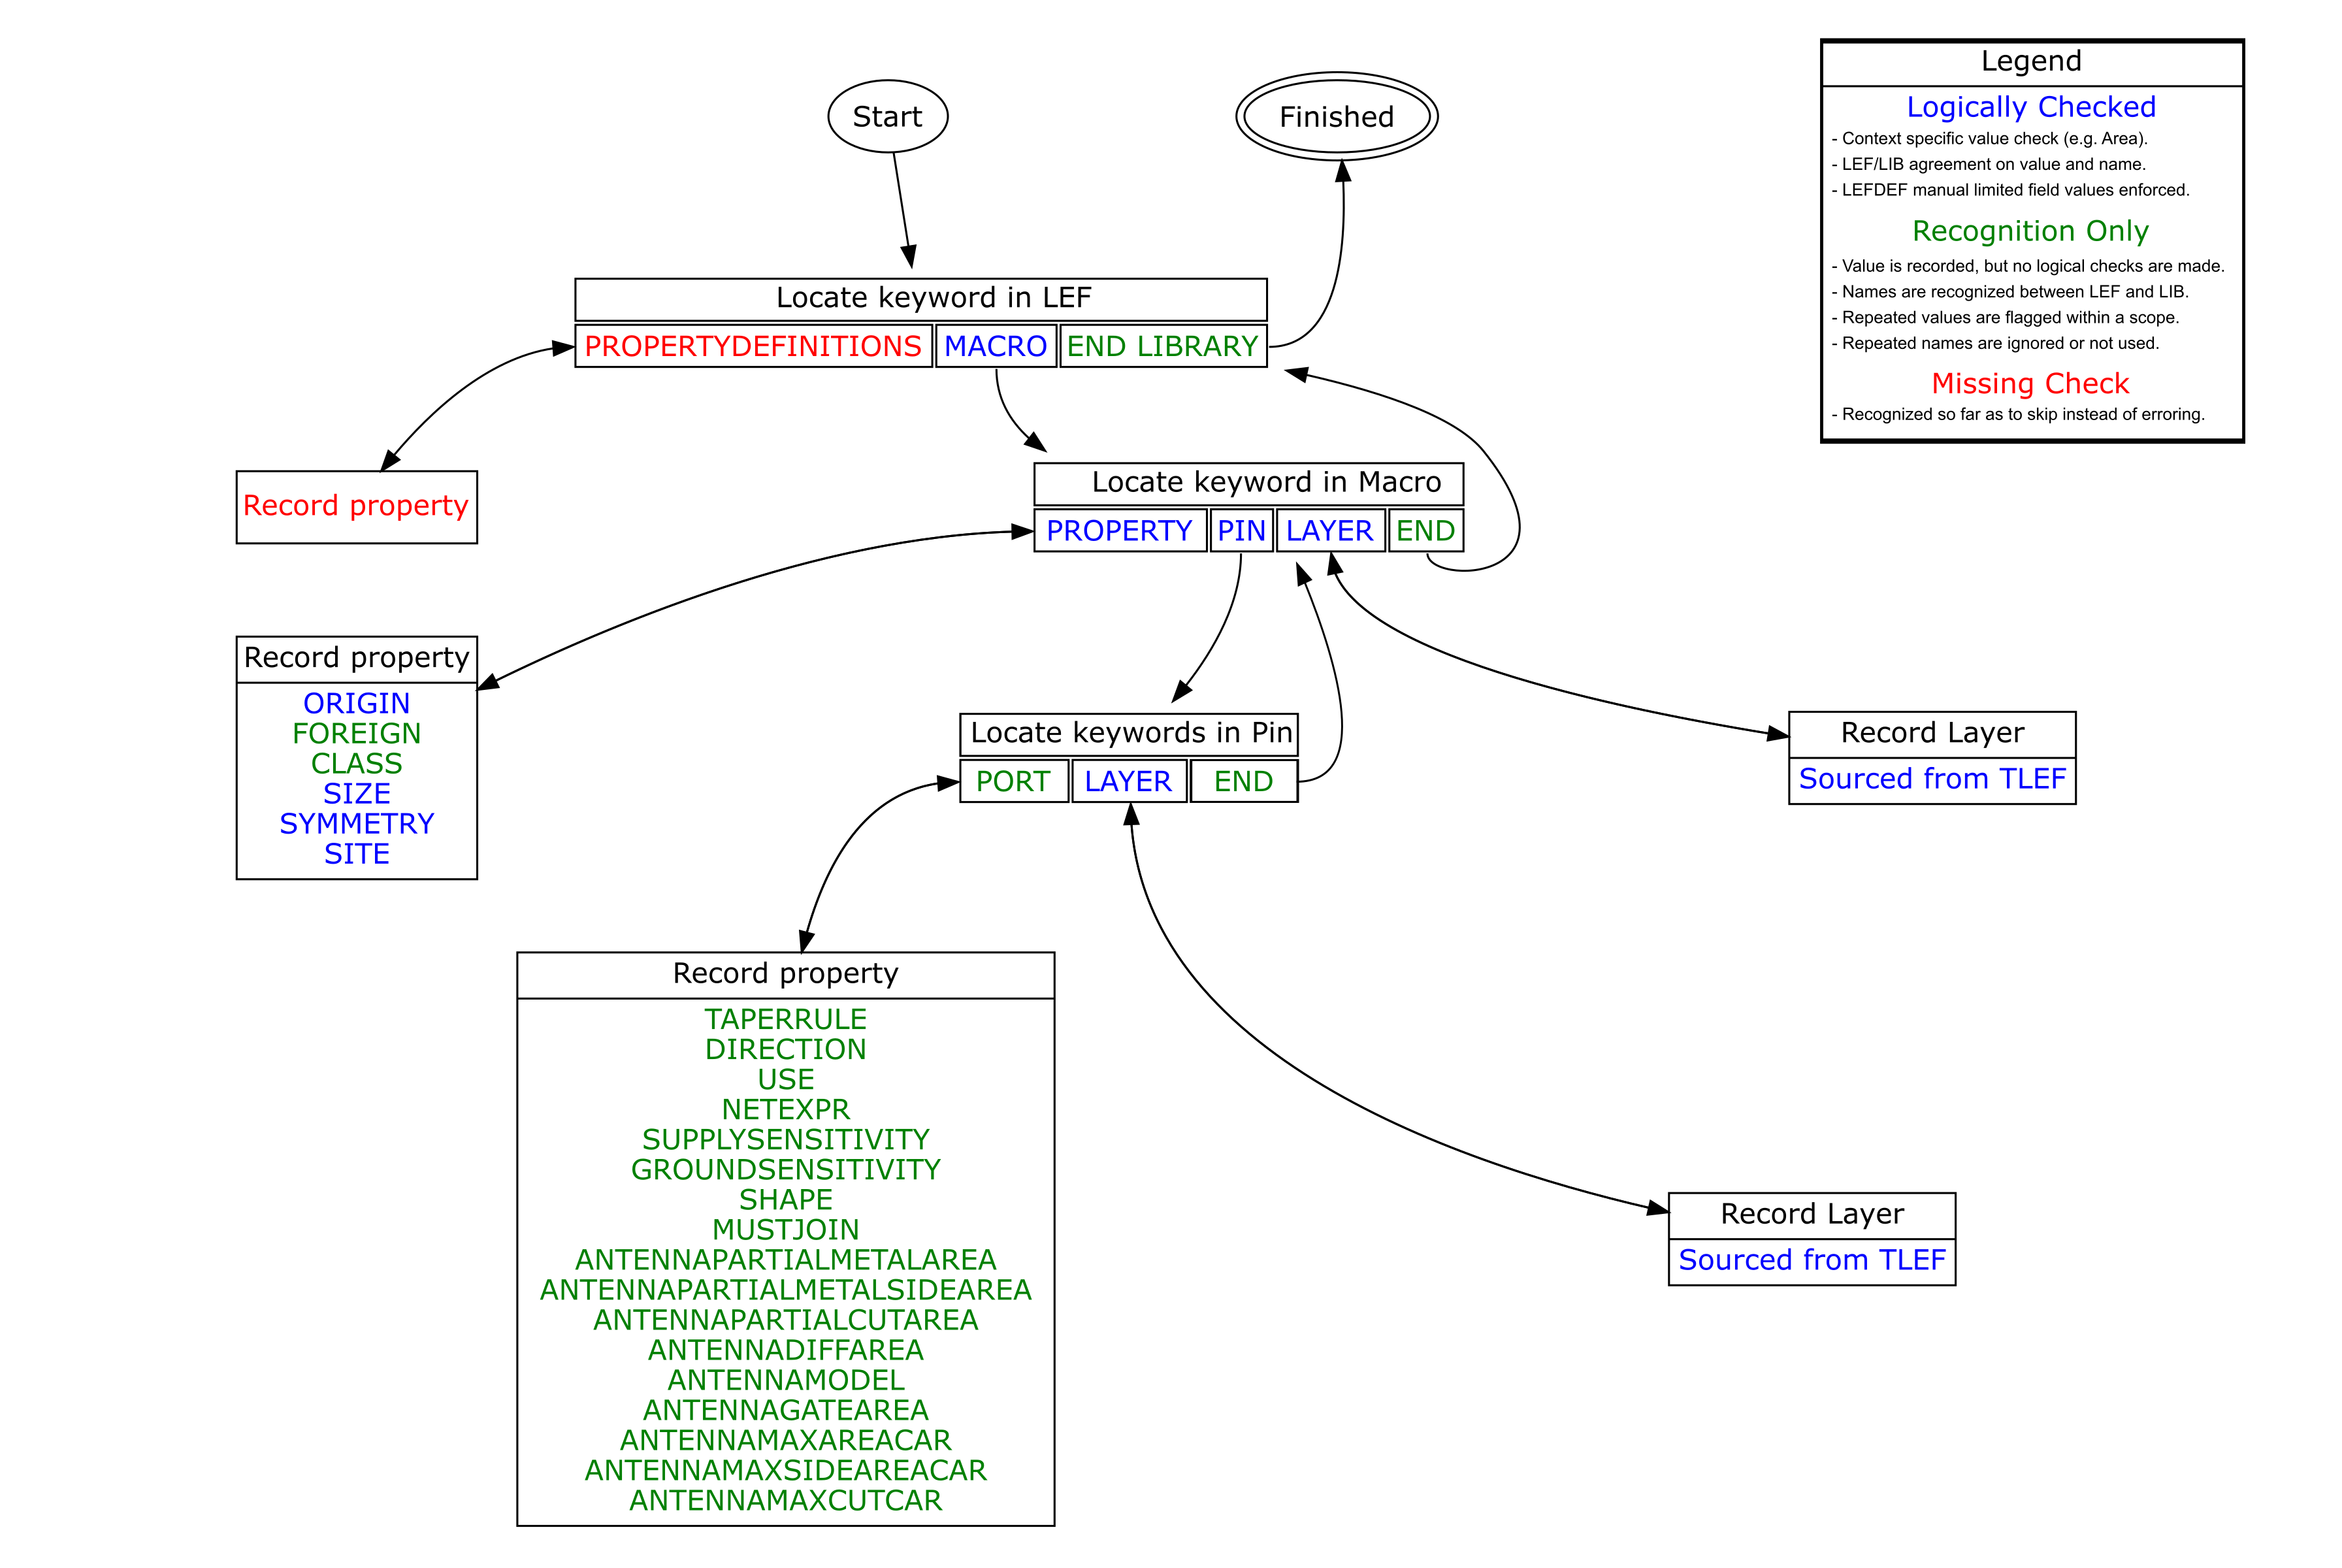 Start
Finished
Legend
Logically Checked
- Context specific value check (e.g. Area).
- LEF/LIB agreement on value and name.
- LEFDEF manual limited field values enforced.
Recognition Only
- Value is recorded, but no logical checks are made.
- Names are recognized between LEF and LIB.
- Repeated values are flagged within a scope.
- Repeated names are ignored or not used.
Missing Check
- Recognized so far as to skip instead of erroring.
Locate keyword in LEF
PROPERTYDEFINITIONS MACRO END LIBRARY
Record property
Locate keyword in Macro
PROPERTY PIN LAYER END
Record property
ORIGIN
FOREIGN
CLASS
SIZE
SYMMETRY
SITE
Locate keywords in Pin
PORT LAYER END
Record Layer
Sourced from TLEF
Record property
TAPERRULE
DIRECTION
USE
NETEXPR
SUPPLYSENSITIVITY
GROUNDSENSITIVITY
SHAPE
MUSTJOIN
ANTENNAPARTIALMETALAREA
ANTENNAPARTIALMETALSIDEAREA
ANTENNAPARTIALCUTAREA
ANTENNADIFFAREA
ANTENNAMODEL
ANTENNAGATEAREA
ANTENNAMAXAREACAR
ANTENNAMAXSIDEAREACAR
ANTENNAMAXCUTCAR
Record Layer
Sourced from TLEF